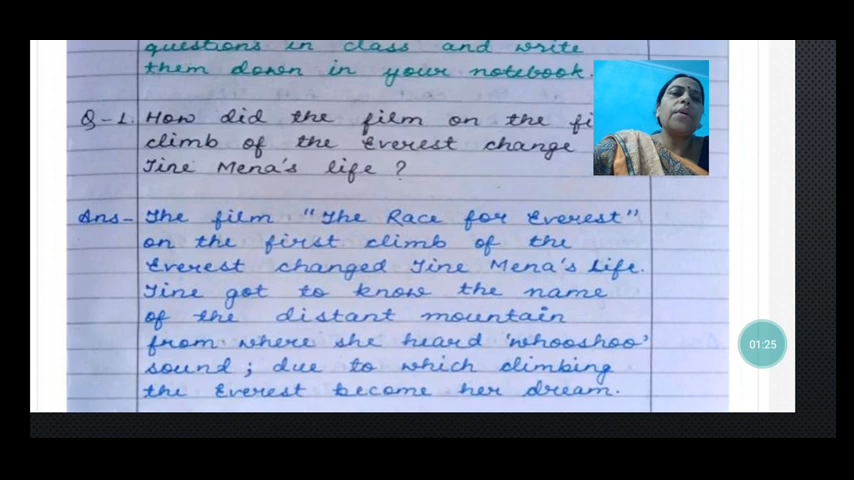 questions in class and write
them down in your notebook.
Q-1. How did the film on the fi
climb of the Everest change
Tine Mena's life ?
Ans- The film "The Race for Everest"
on the first climb of the
Everest changed Tine Mena's life.
Tine got to know the name
of the distant mountain
from where she heard 'whooshoo'
sound ; due to which climbing
the Everest become her dream.
01:25